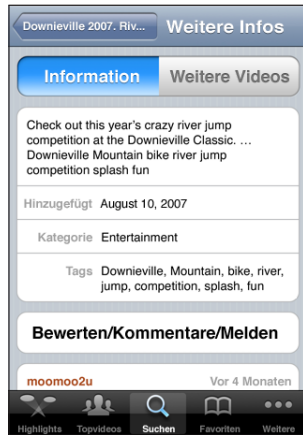 Downieville 2007. Riv... Weitere Infos
Information Weitere Videos
Check out this year's crazy river jump
competition at the Downieville Classic. ...
Downieville Mountain bike river jump
competition splash fun
Hinzugefügt August 10, 2007
Kategorie Entertainment
Tags Downieville, Mountain, bike, river,
jump, competition, splash, fun
Bewerten/Kommentare/Melden
moomoo2u Vor 4 Monaten
Highlights Topvideos Suchen Favoriten Weitere